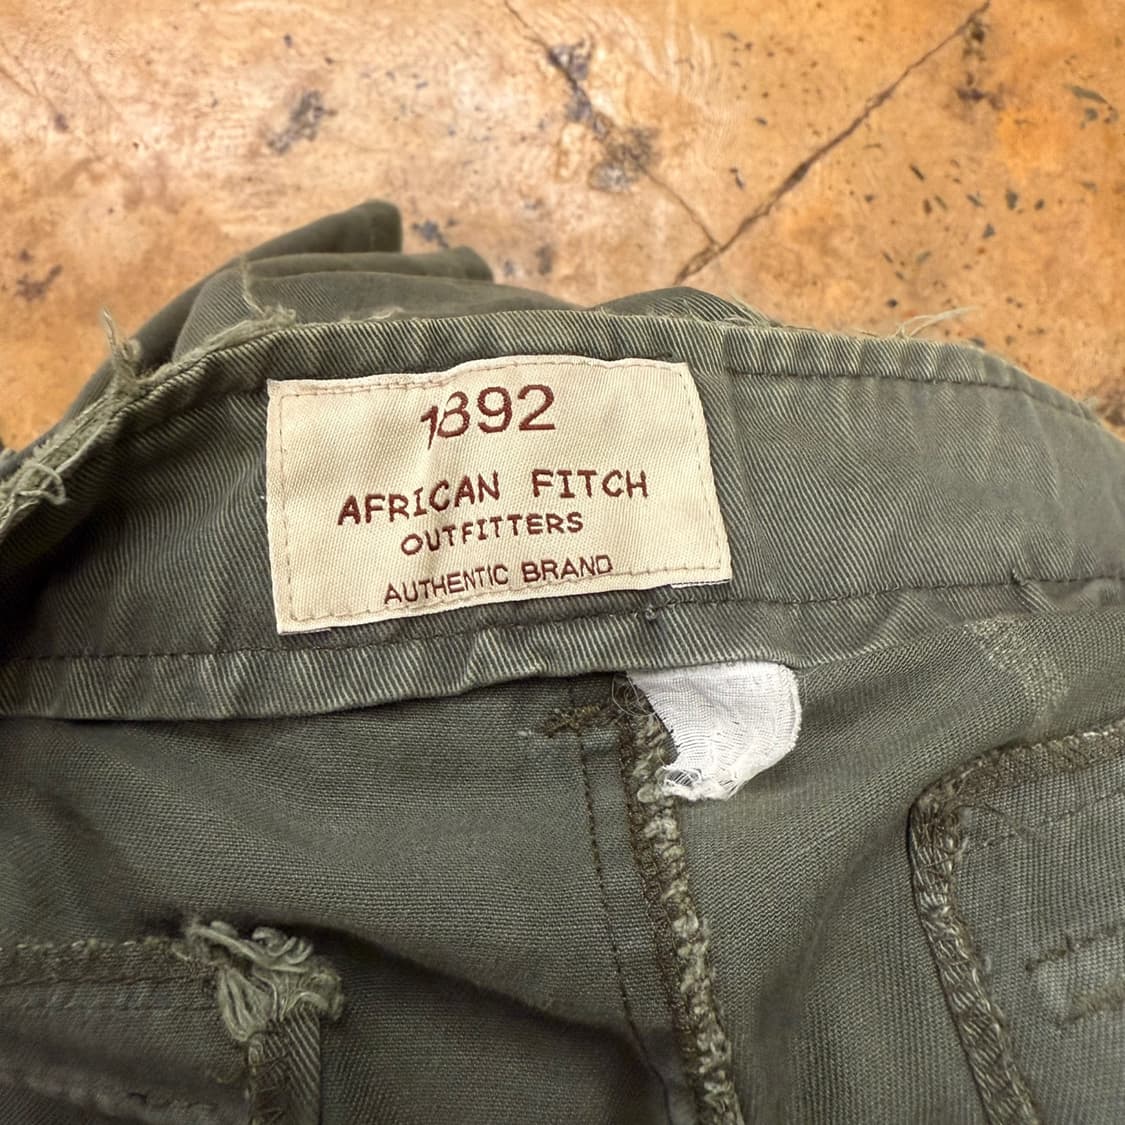 1892
AFRICAN FITCH
OUTFITTERS
AUTHENTIC BRAND